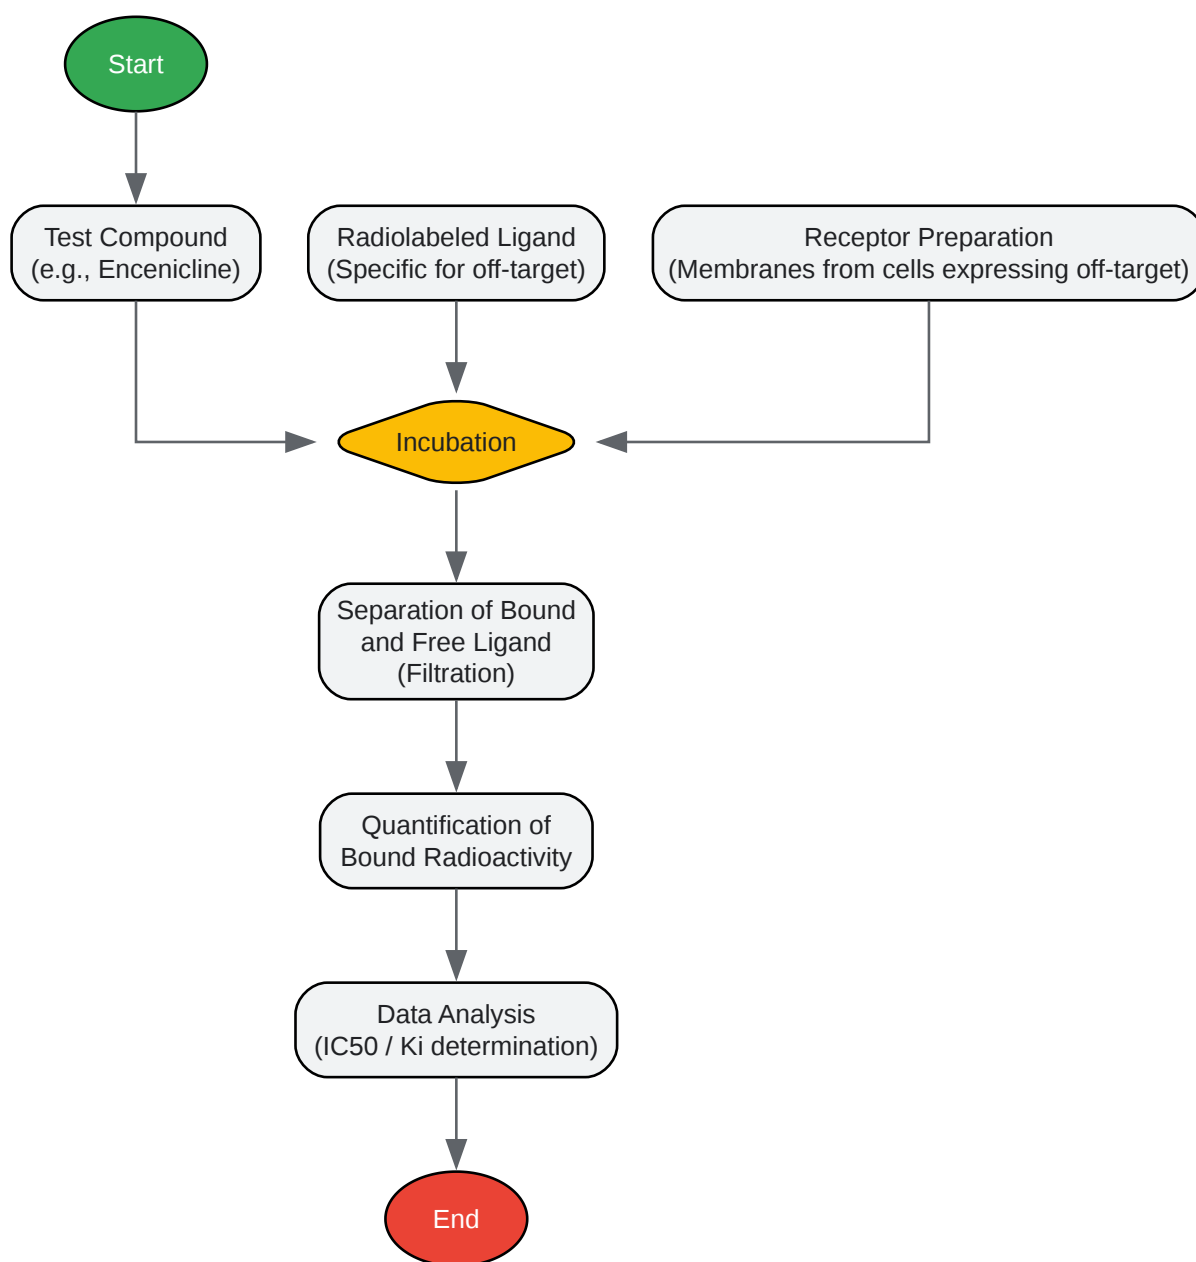 Start
Test Compound
(e.g., Encenicline)
Radiolabeled Ligand
(Specific for off-target)
Receptor Preparation
(Membranes from cells expressing off-target)
Incubation
Separation of Bound
and Free Ligand
(Filtration)
Quantification of
Bound Radioactivity
Data Analysis
(IC50 / Ki determination)
End